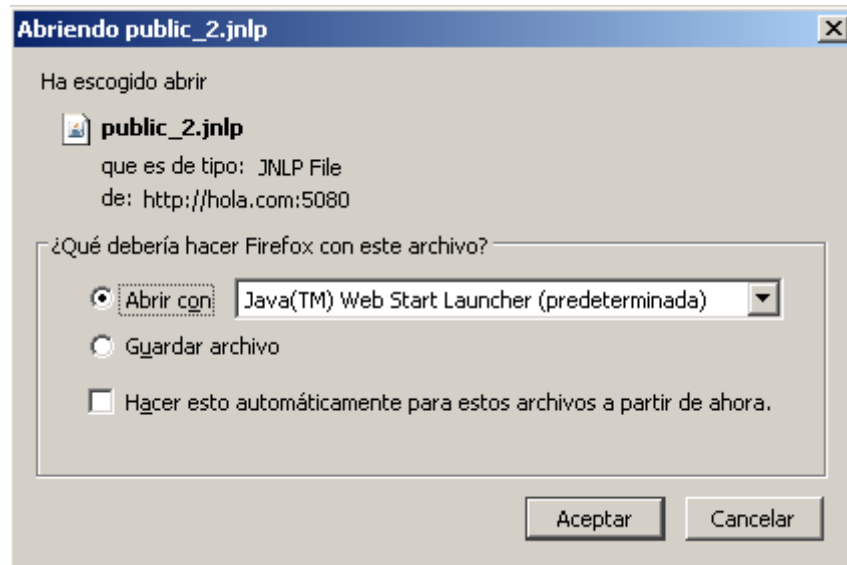 Abriendo public_2.jnlp
Ha escogido abrir
public_2.jnlp
que es de tipo: JNLP File
de: http://hola.com:5080
¿Qué debería hacer Firefox con este archivo?
Abrir con Java(TM) Web Start Launcher (predeterminada)
Guardar archivo
Hacer esto automáticamente para estos archivos a partir de ahora.
Aceptar Cancelar